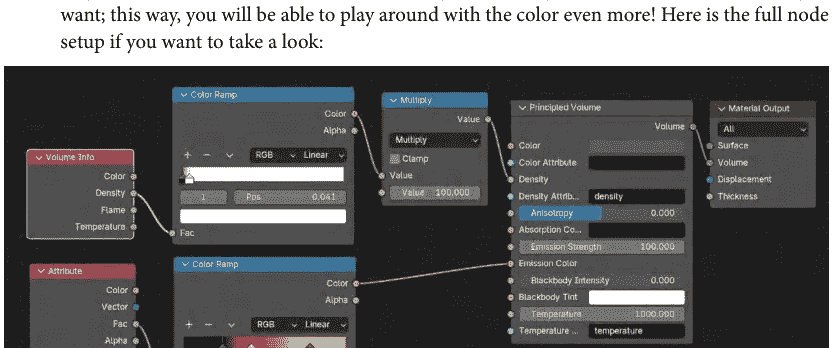 want; this way, you will be able to play around with the color even more! Here is the full node
setup if you want to take a look:
Volume Info
Color
Density
Flame
Temperature
Color Ramp
Color
Alpha
RGB
Linear
1
Pos
0.041
Fac
Multiply
Value
Multiply
Clamp
Value
Value 100.000
Principled Volume
Volume
Color
Color Attribute
Density
Density Attrib... density
Anisotropy 0.000
Absorption Co...
Emission Strength 100.000
Emission Color
Blackbody Intensity 0.000
Blackbody Tint
Temperature 1000.000
Temperature ... temperature
Material Output
All
Surface
Volume
Displacement
Thickness
Attribute
Color
Vector
Fac
Alpha
Color Ramp
Color
Alpha
RGB
Linear